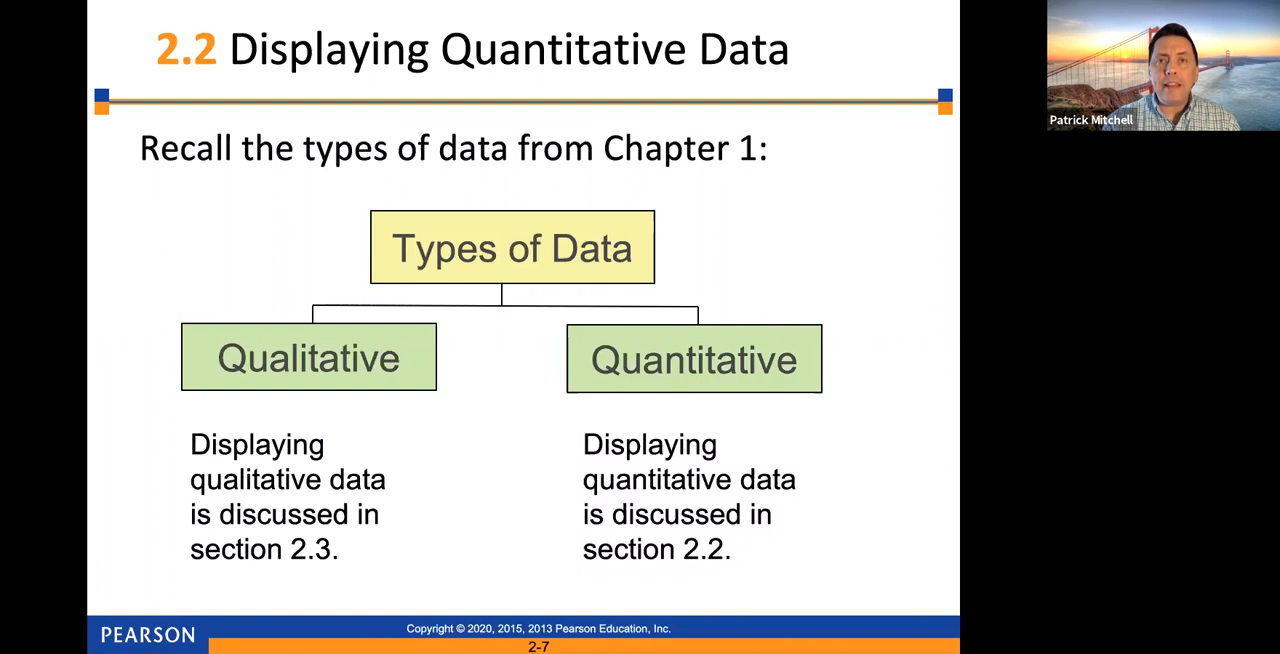 2.2 Displaying Quantitative Data
Patrick Mitchell
Recall the types of data from Chapter 1:
Types of Data
Qualitative
Quantitative
Displaying
qualitative data
is discussed in
section 2.3.
Displaying
quantitative data
is discussed in
section 2.2.
PEARSON
Copyright © 2020, 2015, 2013 Pearson Education, Inc.
2-7